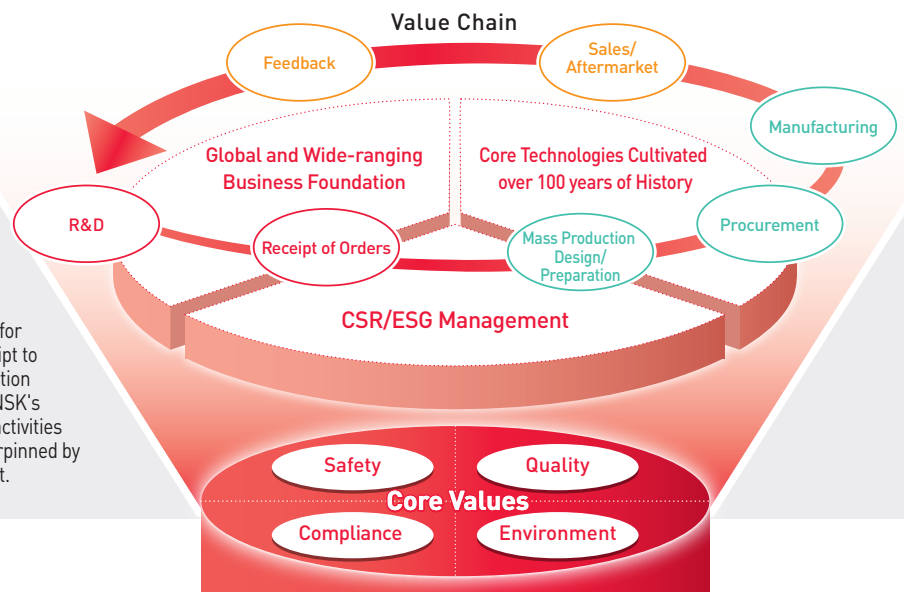 Value Chain
Feedback
Sales/
Aftermarket
Manufacturing
Global and Wide-ranging
Business Foundation
Core Technologies Cultivated
over 100 years of History
R&D
Receipt of Orders
Mass Production
Design/
Preparation
Procurement
CSR/ESG Management
for
ipt to
tion
NSK's
activities
rpinned by
t.
Safety
Quality
Core Values
Compliance
Environment